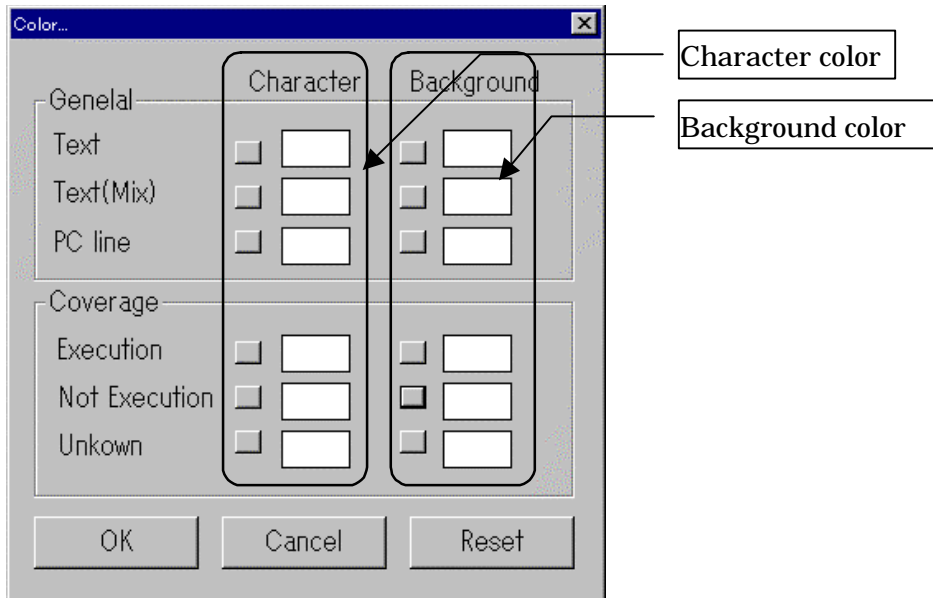 Color...
Character Background
Genelal
Text
Text(Mix)
PC line
Coverage
Execution
Not Execution
Unkown
OK Cancel Reset
Character color
Background color